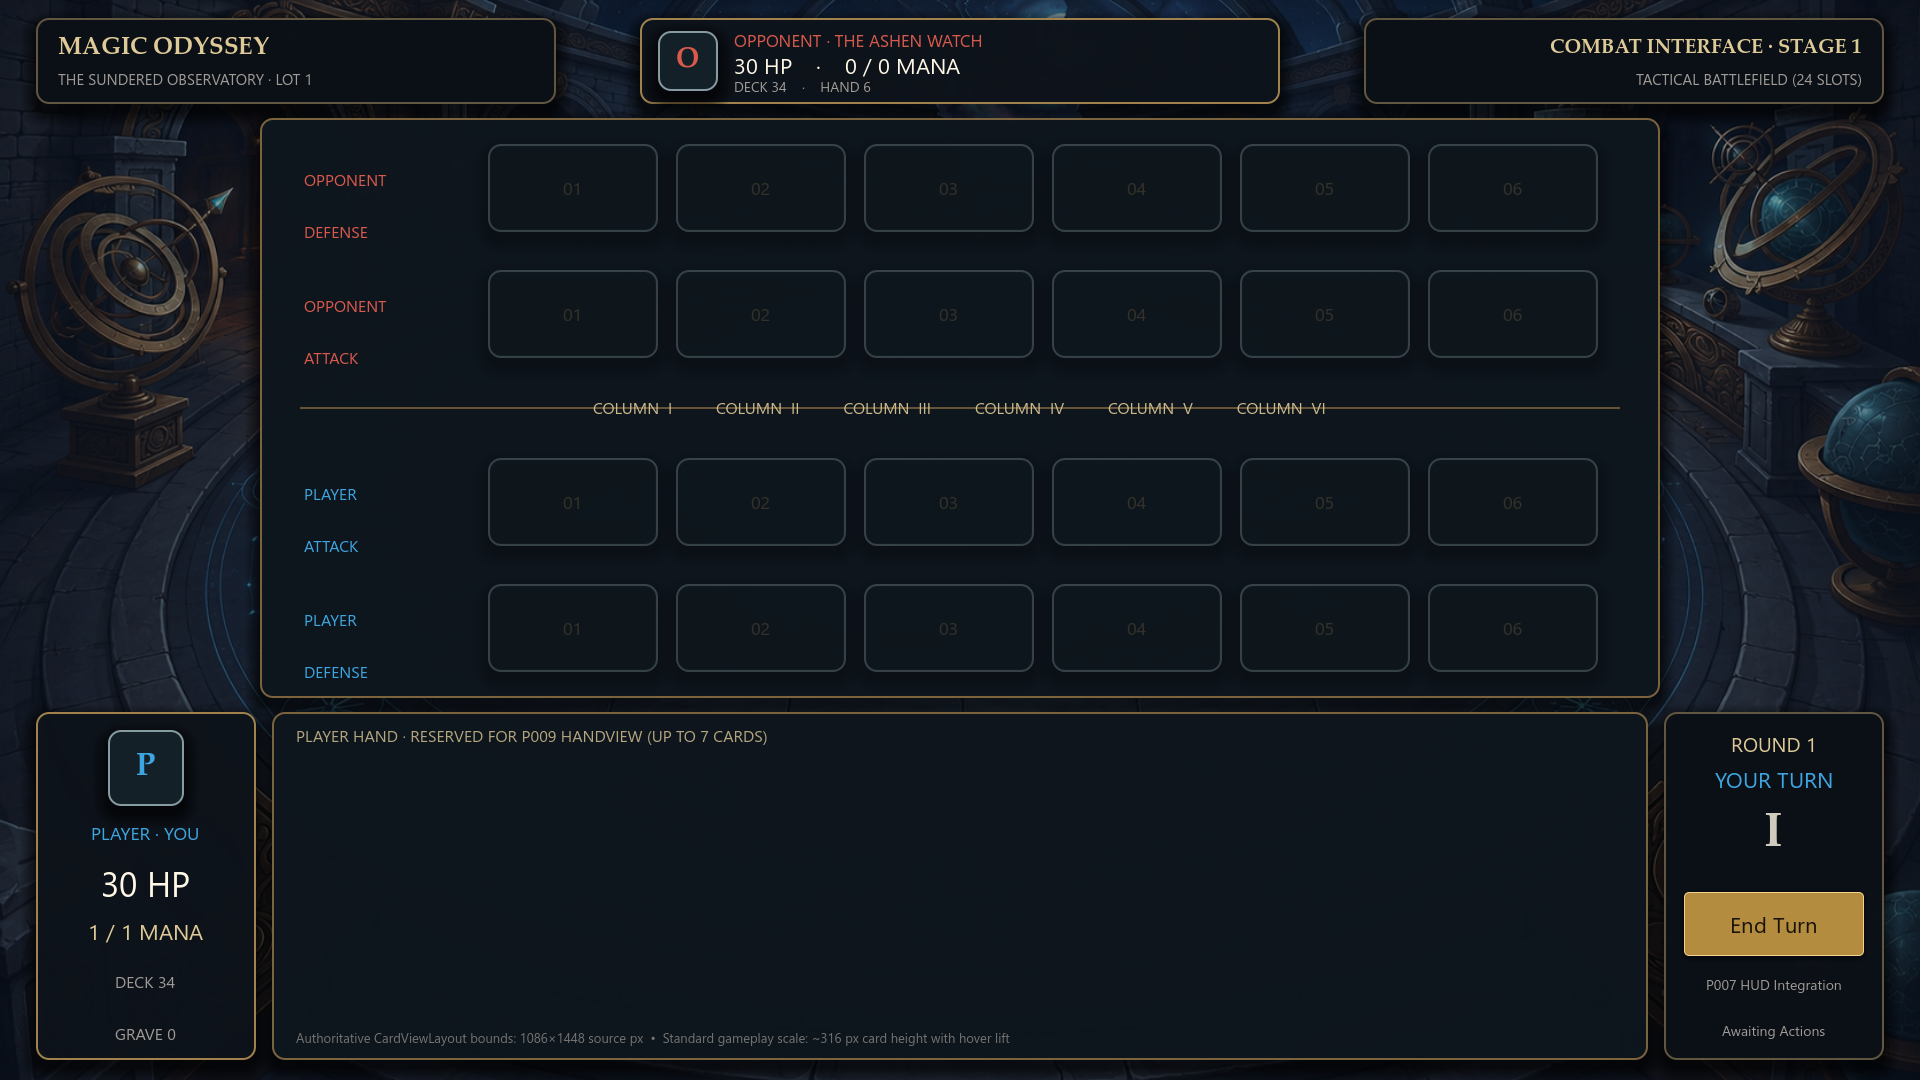 MAGIC ODYSSEY
THE SUNDERED OBSERVATORY · LOT 1
O
OPPONENT · THE ASHEN WATCH
30 HP · 0 / 0 MANA
DECK 34 · HAND 6
COMBAT INTERFACE · STAGE 1
TACTICAL BATTLEFIELD (24 SLOTS)
OPPONENT
DEFENSE
01 02 03 04 05 06
OPPONENT
ATTACK
01 02 03 04 05 06
COLUMN I COLUMN II COLUMN III COLUMN IV COLUMN V COLUMN VI
PLAYER
ATTACK
01 02 03 04 05 06
PLAYER
DEFENSE
01 02 03 04 05 06
P
PLAYER · YOU
30 HP
1 / 1 MANA
DECK 34
GRAVE 0
PLAYER HAND · RESERVED FOR P009 HANDVIEW (UP TO 7 CARDS)
Authoritative CardViewLayout bounds: 1086×1448 source px • Standard gameplay scale: ~316 px card height with hover lift
ROUND 1
YOUR TURN
I
End Turn
P007 HUD Integration
Awaiting Actions